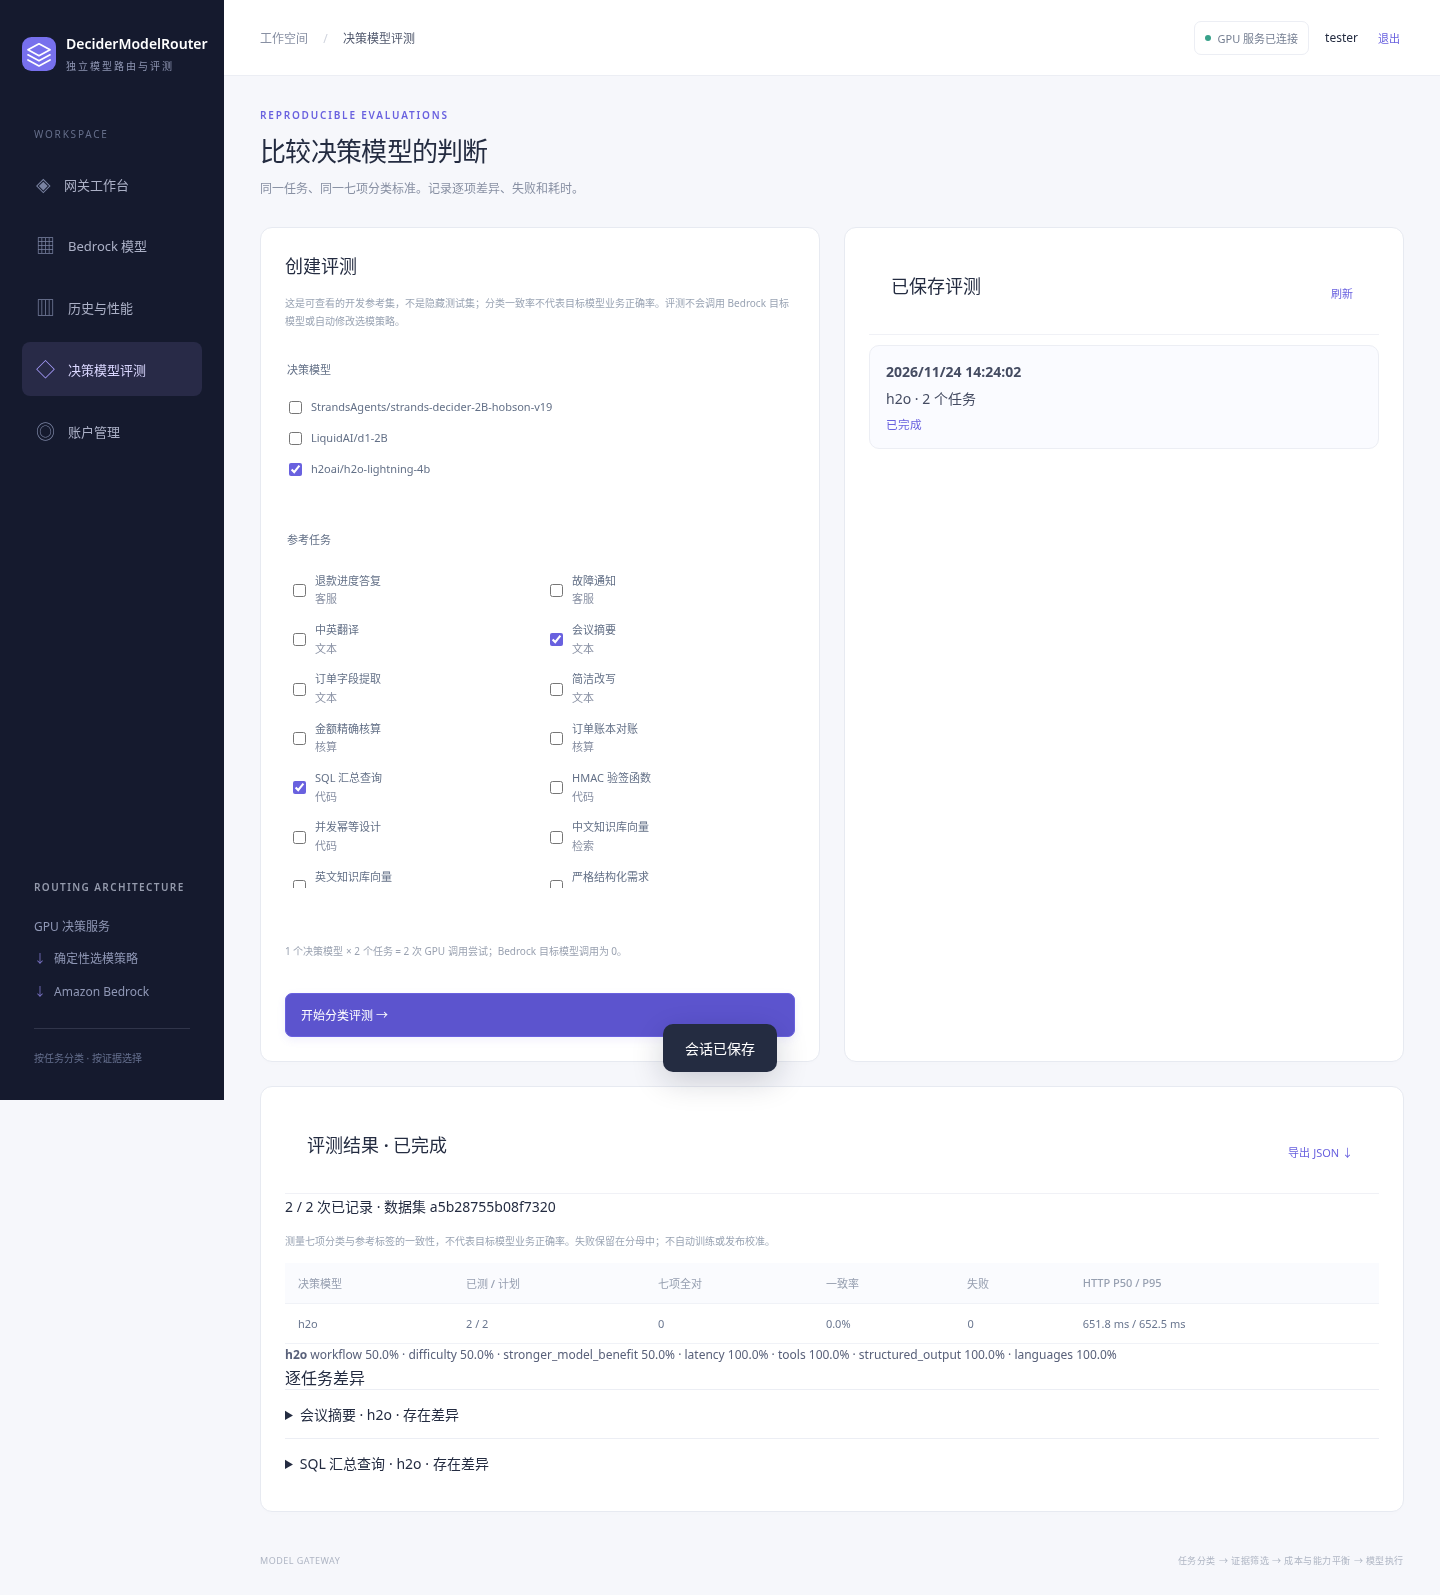 DeciderModelRouter
独立模型路由与评测
WORKSPACE
网关工作台
Bedrock 模型
历史与性能
决策模型评测
账户管理
ROUTING ARCHITECTURE
GPU 决策服务
↓ 确定性选模策略
↓ Amazon Bedrock
按任务分类 · 按证据选择
工作空间 / 决策模型评测
GPU 服务已连接
tester
退出
REPRODUCIBLE EVALUATIONS
比较决策模型的判断
同一任务、同一七项分类标准。记录逐项差异、失败和耗时。
创建评测
这是可查看的开发参考集，不是隐藏测试集；分类一致率不代表目标模型业务正确率。评测不会调用 Bedrock 目标
模型或自动修改选模策略。
决策模型
StrandsAgents/strands-decider-2B-hobson-v19
LiquidAI/d1-2B
h2oai/h2o-lightning-4b
参考任务
退款进度答复
客服
故障通知
客服
中英翻译
文本
会议摘要
文本
订单字段提取
文本
简洁改写
文本
金额精确核算
核算
订单账本对账
核算
SQL 汇总查询
代码
HMAC 验签函数
代码
并发幂等设计
代码
中文知识库向量
检索
英文知识库向量
严格结构化需求
1 个决策模型 × 2 个任务 = 2 次 GPU 调用尝试；Bedrock 目标模型调用为 0。
开始分类评测 →
已保存评测
刷新
2026/11/24 14:24:02
h2o · 2 个任务
已完成
会话已保存
评测结果 · 已完成
导出 JSON ↓
2 / 2 次已记录 · 数据集 a5b28755b08f7320
测量七项分类与参考标签的一致性，不代表目标模型业务正确率。失败保留在分母中；不自动训练或发布校准。
决策模型 已测 / 计划 七项全对 一致率 失败 HTTP P50 / P95
h2o 2 / 2 0 0.0% 0 651.8 ms / 652.5 ms
h2o workflow 50.0% · difficulty 50.0% · stronger_model_benefit 50.0% · latency 100.0% · tools 100.0% · structured_output 100.0% · languages 100.0%
逐任务差异
▶ 会议摘要 · h2o · 存在差异
▶ SQL 汇总查询 · h2o · 存在差异
MODEL GATEWAY
任务分类 → 证据筛选 → 成本与能力平衡 → 模型执行